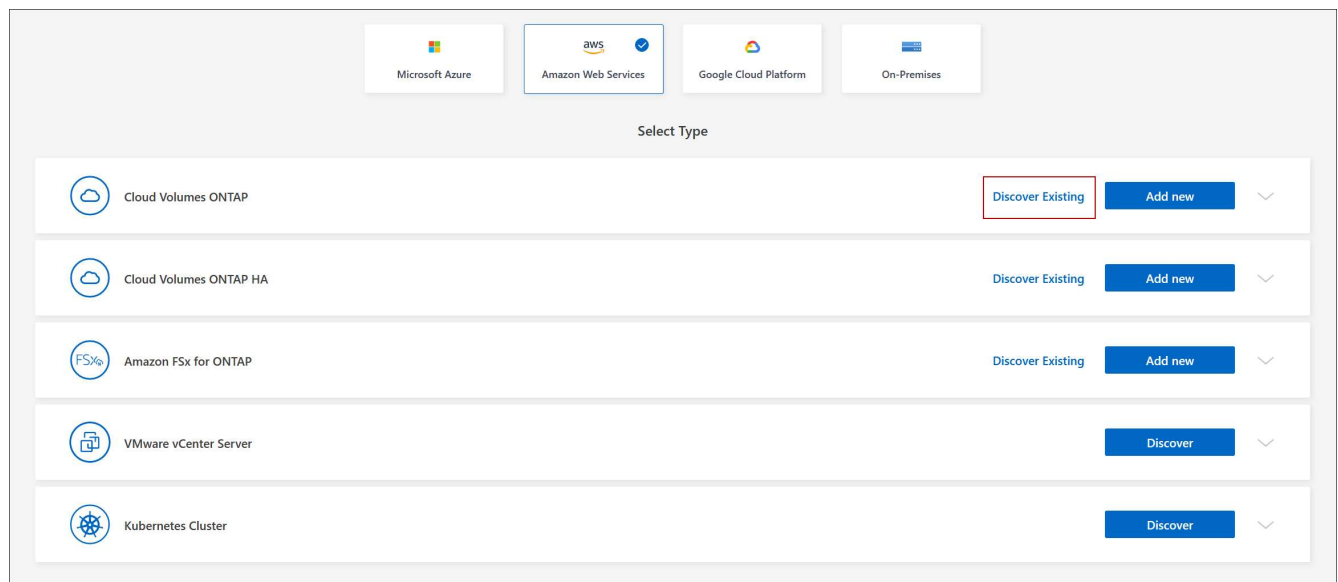 aws
Microsoft Azure
Amazon Web Services
Google Cloud Platform
On-Premises
Select Type
Cloud Volumes ONTAP
Discover Existing
Add new
Cloud Volumes ONTAP HA
Discover Existing
Add new
FSx
Amazon FSx for ONTAP
Discover Existing
Add new
VMware vCenter Server
Discover
Kubernetes Cluster
Discover